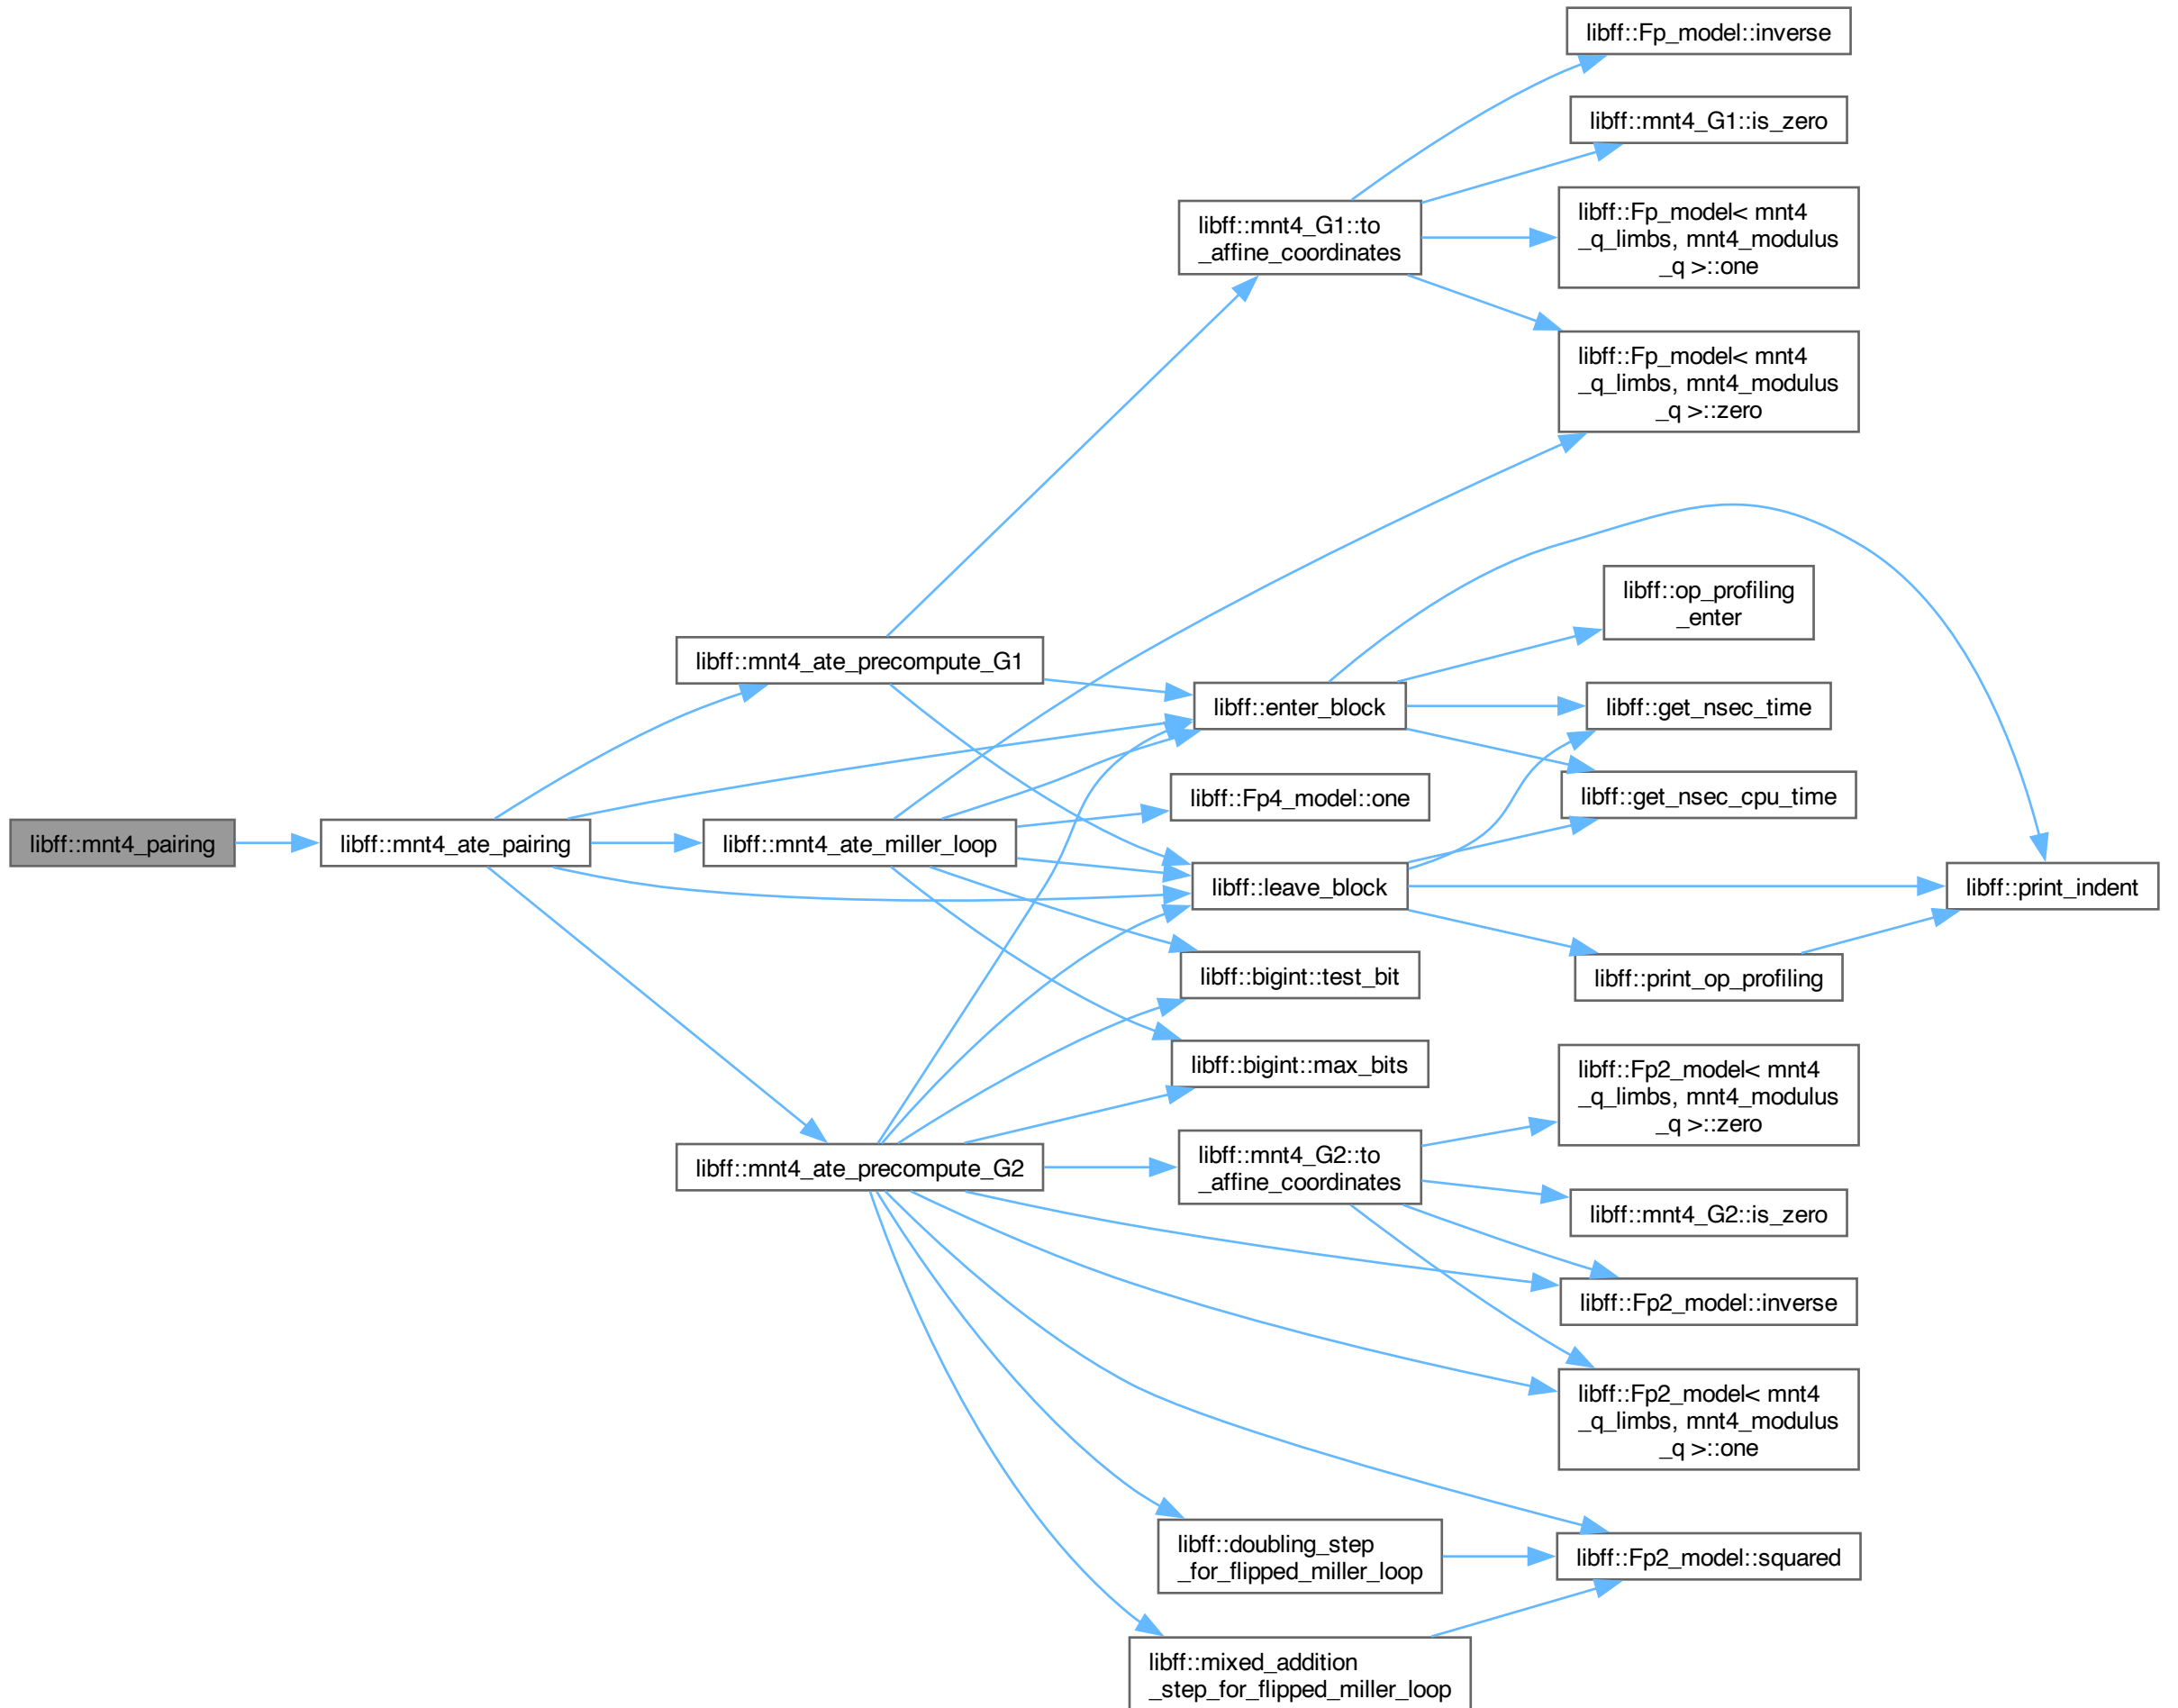 libff::mnt4_pairing
libff::mnt4_ate_pairing
libff::mnt4_ate_precompute_G1
libff::mnt4_ate_miller_loop
libff::mnt4_ate_precompute_G2
libff::mnt4_G1::to
_affine_coordinates
libff::enter_block
libff::Fp4_model::one
libff::leave_block
libff::bigint::test_bit
libff::bigint::max_bits
libff::mnt4_G2::to
_affine_coordinates
libff::doubling_step
_for_flipped_miller_loop
libff::mixed_addition
_step_for_flipped_miller_loop
libff::Fp_model::inverse
libff::mnt4_G1::is_zero
libff::Fp_model< mnt4
_q_limbs, mnt4_modulus
_q >::one
libff::Fp_model< mnt4
_q_limbs, mnt4_modulus
_q >::zero
libff::op_profiling
_enter
libff::get_nsec_time
libff::get_nsec_cpu_time
libff::print_op_profiling
libff::Fp2_model< mnt4
_q_limbs, mnt4_modulus
_q >::zero
libff::mnt4_G2::is_zero
libff::Fp2_model::inverse
libff::Fp2_model< mnt4
_q_limbs, mnt4_modulus
_q >::one
libff::Fp2_model::squared
libff::print_indent